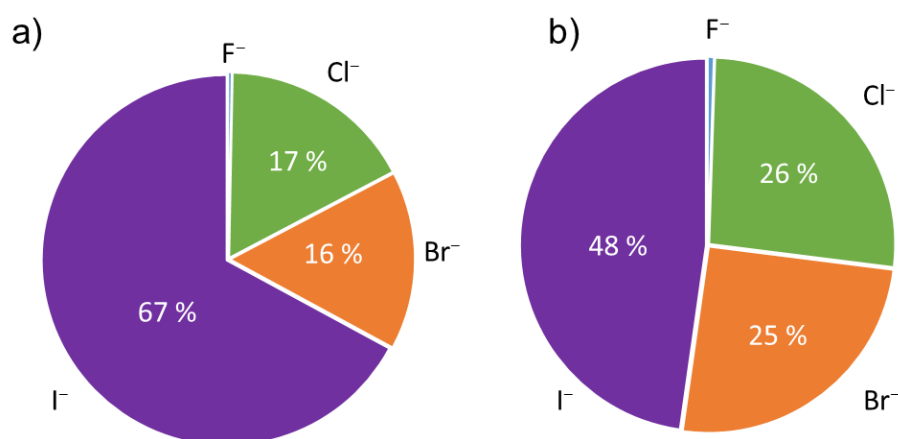 a)
F⁻
Cl⁻
17 %
16 %
Br⁻
67 %
I⁻
b)
F⁻
Cl⁻
26 %
48 %
25 %
I⁻
Br⁻